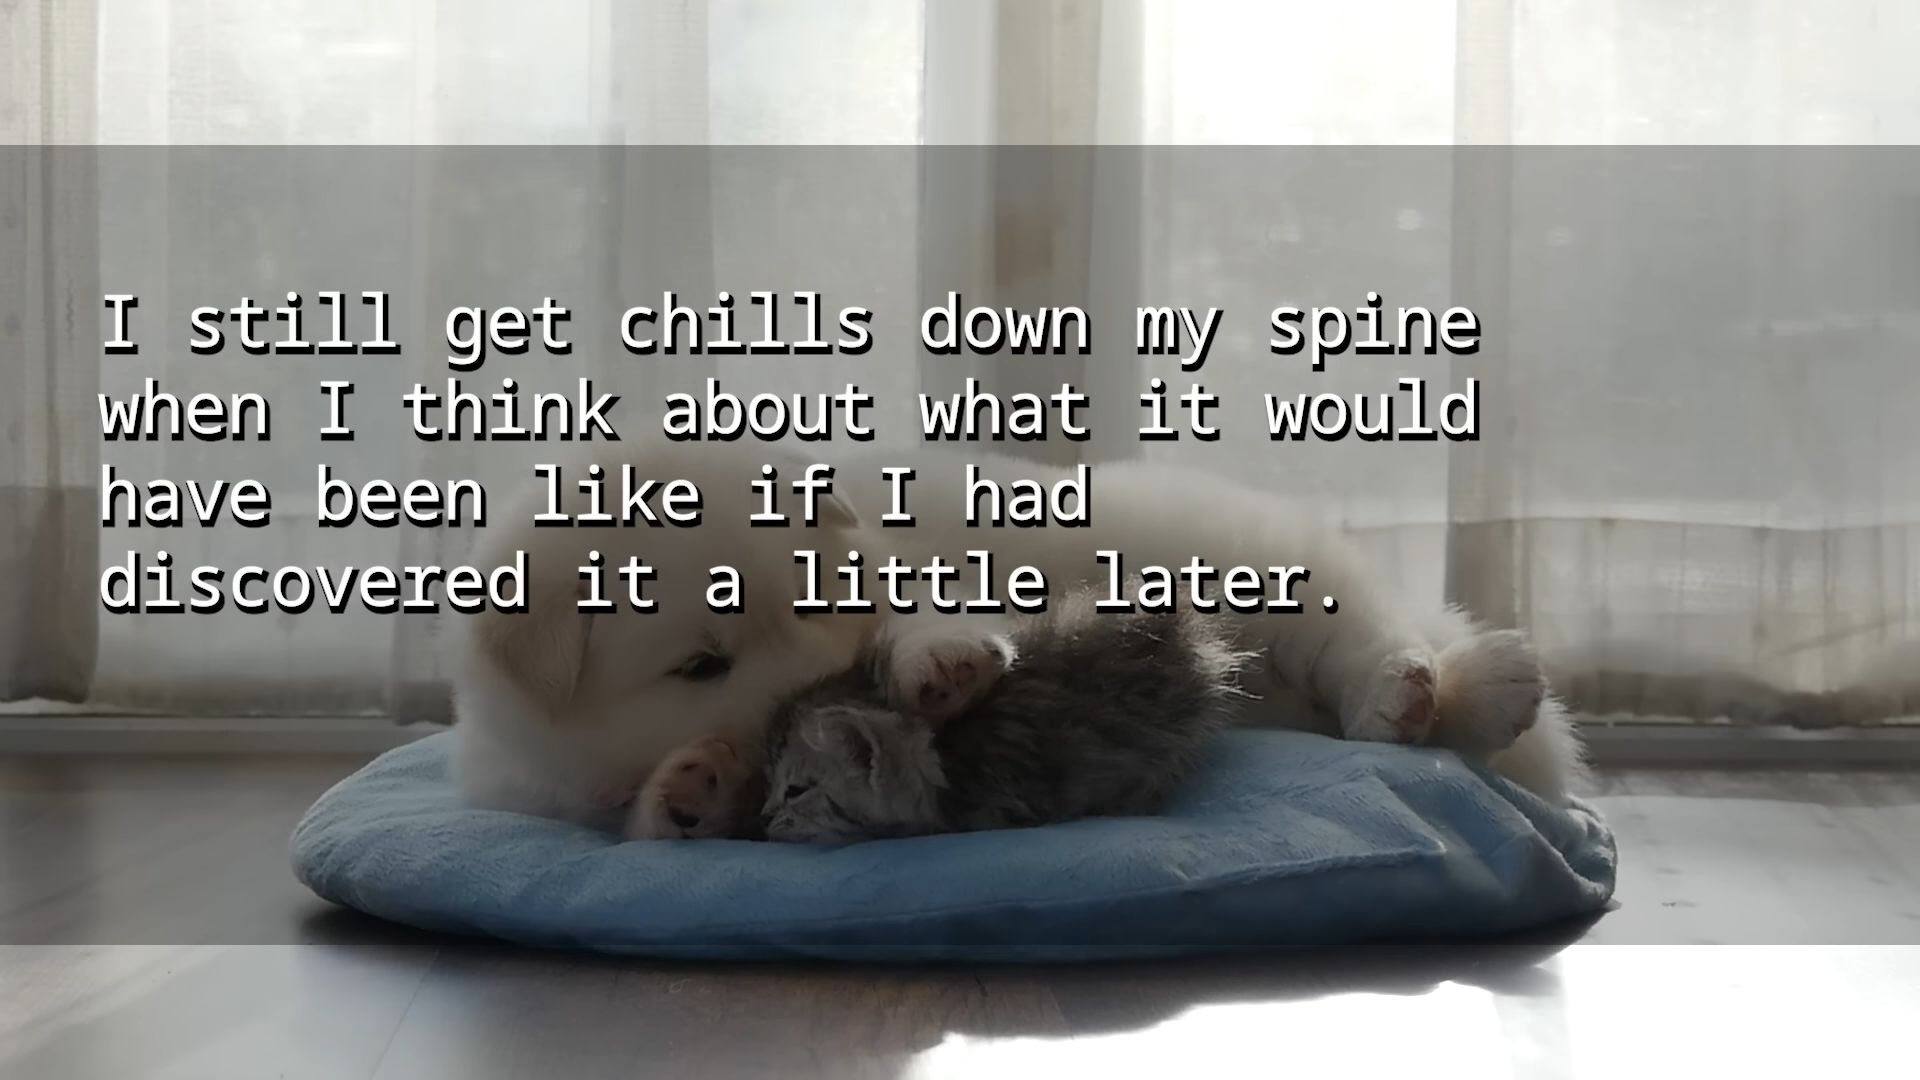 I still get chills down my spine
when I think about what it would
have been like if I had
discovered it a little later.